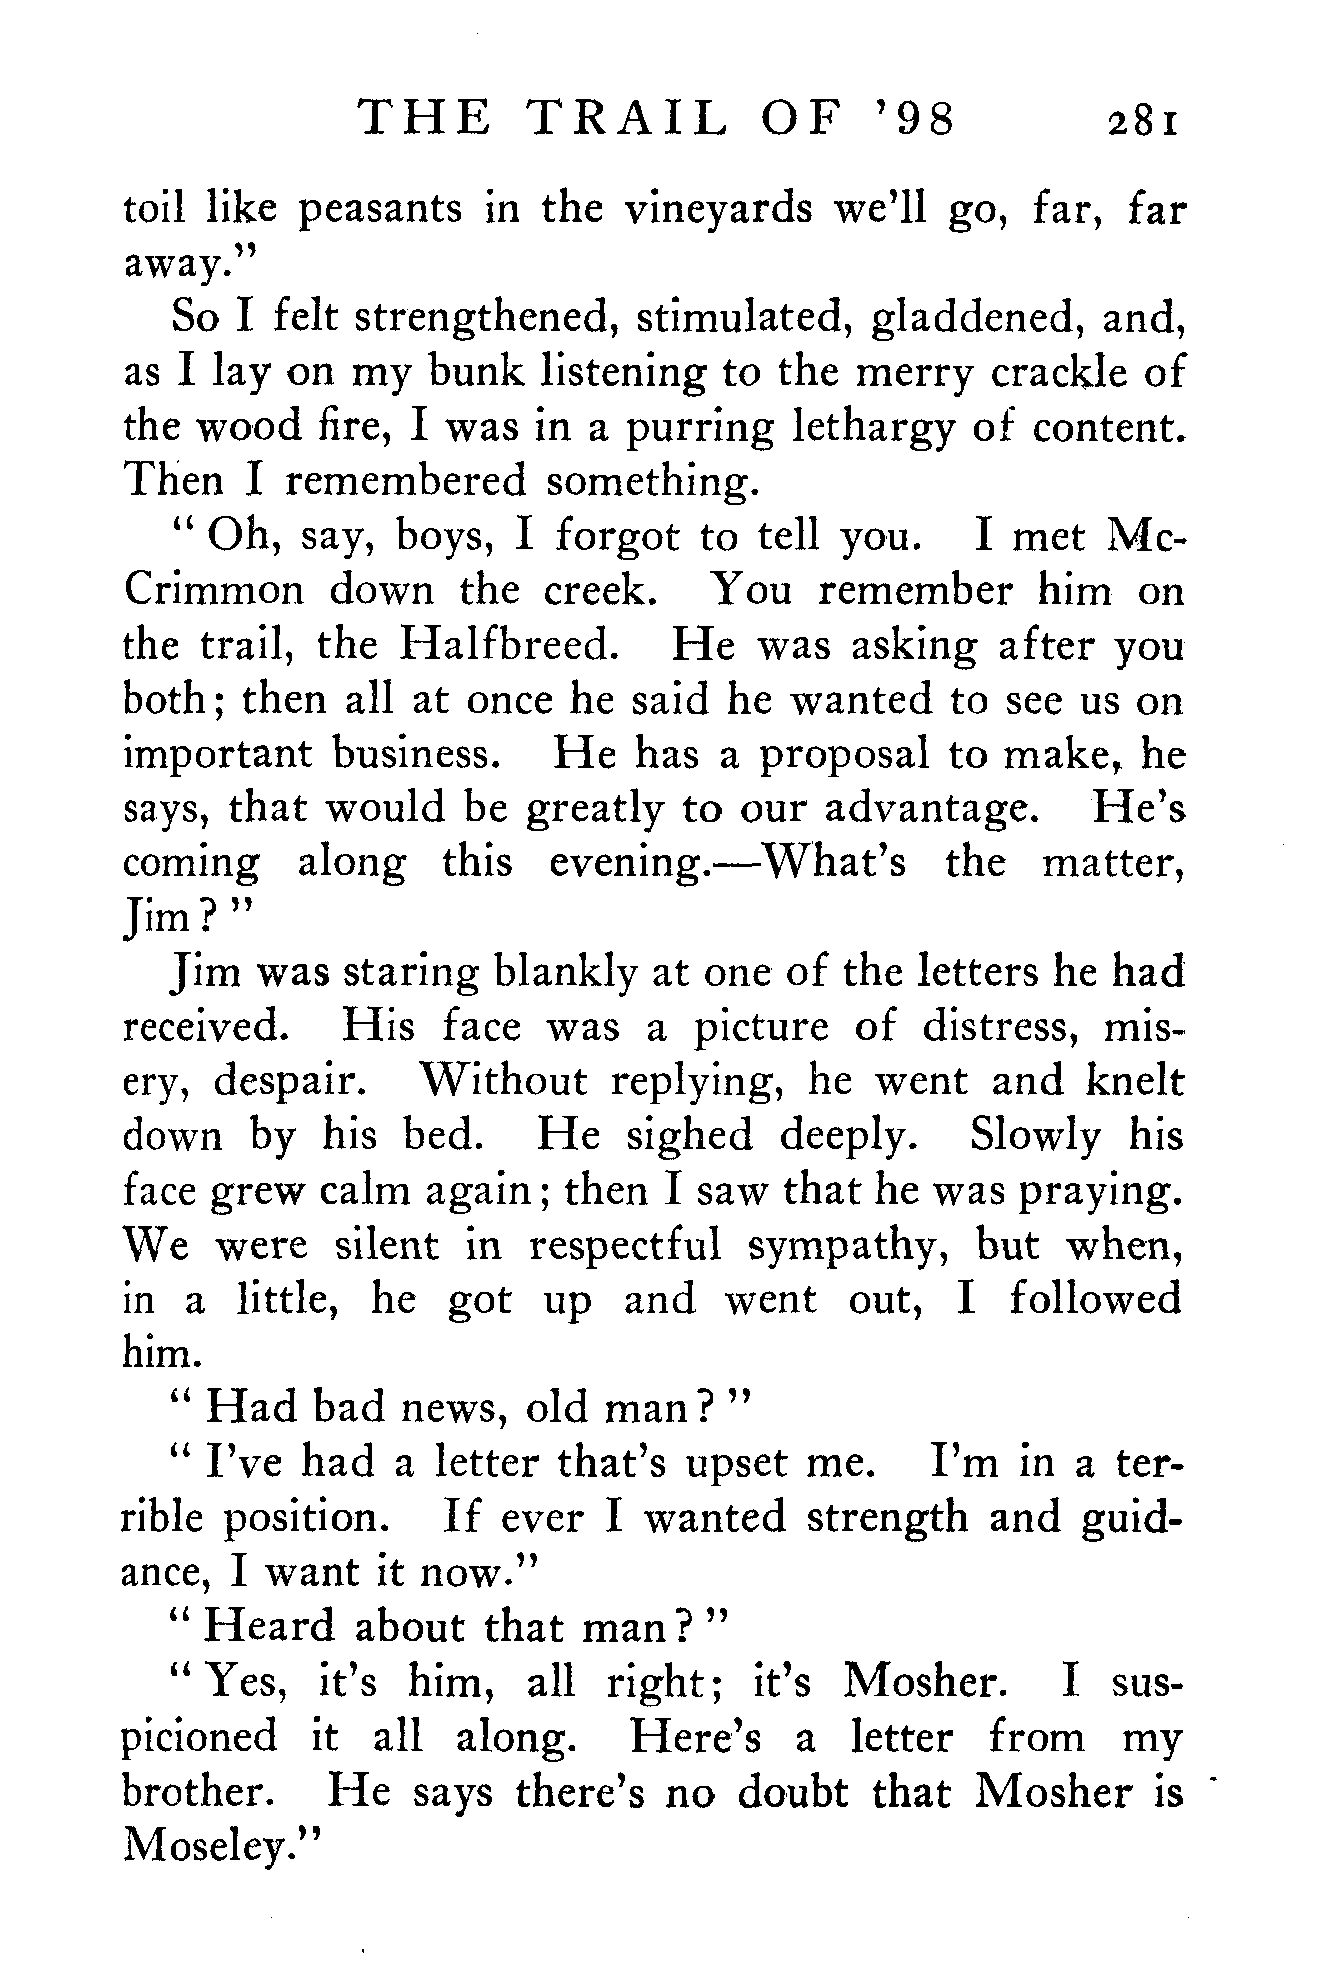 THE TRAIL OF ’98 281
toil like peasants in the vineyards we’ll go, far, far
away.”
So I felt strengthened, stimulated, gladdened, and,
as I lay on my bunk listening to the merry crackle of
the wood fire, I was in a purring lethargy of content.
Then I remembered something.
“ Oh, say, boys, I forgot to tell you. I met Mc-
Crimmon down the creek. You remember him on
the trail, the Halfbreed. He was asking after you
both; then all at once he said he wanted to see us on
important business. He has a proposal to make, he
says, that would be greatly to our advantage. He’s
coming along this evening.—What’s the matter,
Jim? ”
Jim was staring blankly at one of the letters he had
received. His face was a picture of distress, mis-
ery, despair. Without replying, he went and knelt
down by his bed. He sighed deeply. Slowly his
face grew calm again; then I saw that he was praying.
We were silent in respectful sympathy, but when,
in a little, he got up and went out, I followed
him.
“ Had bad news, old man? ”
“ I’ve had a letter that’s upset me. I’m in a ter-
rible position. If ever I wanted strength and guid-
ance, I want it now.”
“ Heard about that man? ”
“ Yes, it’s him, all right; it’s Mosher. I sus-
picioned it all along. Here’s a letter from my
brother. He says there’s no doubt that Mosher is
Moseley.”